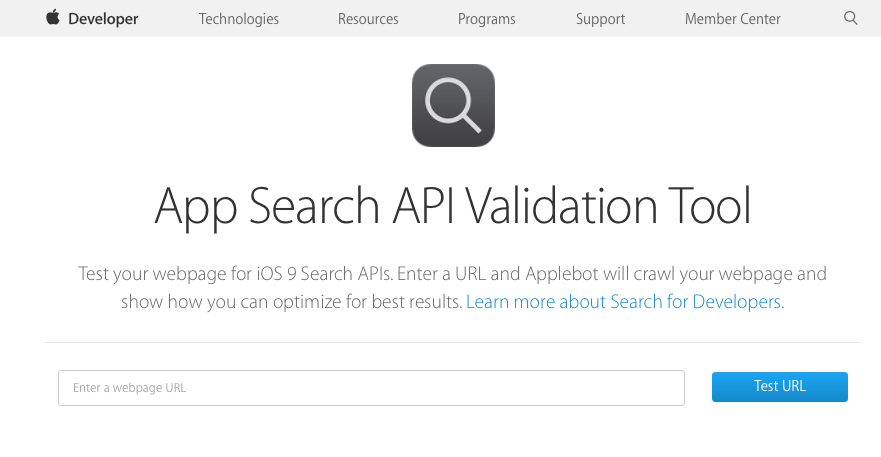 Developer Technologies Resources Programs Support Member Center
App Search API Validation Tool
Test your webpage for iOS 9 Search APIs. Enter a URL and Applebot will crawl your webpage and
show how you can optimize for best results. Learn more about Search for Developers.
Enter a webpage URL Test URL